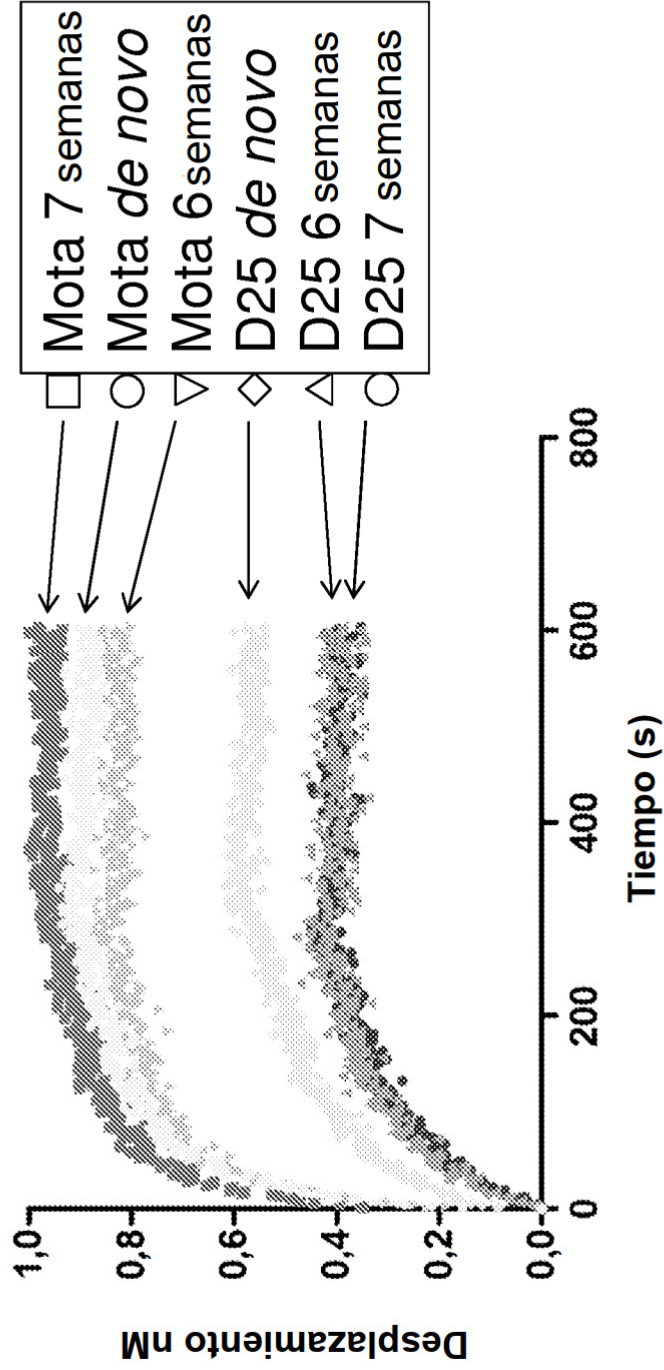 Desplazamiento nM
1,0
0,8
0,6
0,4
0,2
0,0
0
200
400
600
800
Tiempo (s)
Mota 7 semanas
Mota de novo
Mota 6 semanas
D25 de novo
D25 6 semanas
D25 7 semanas